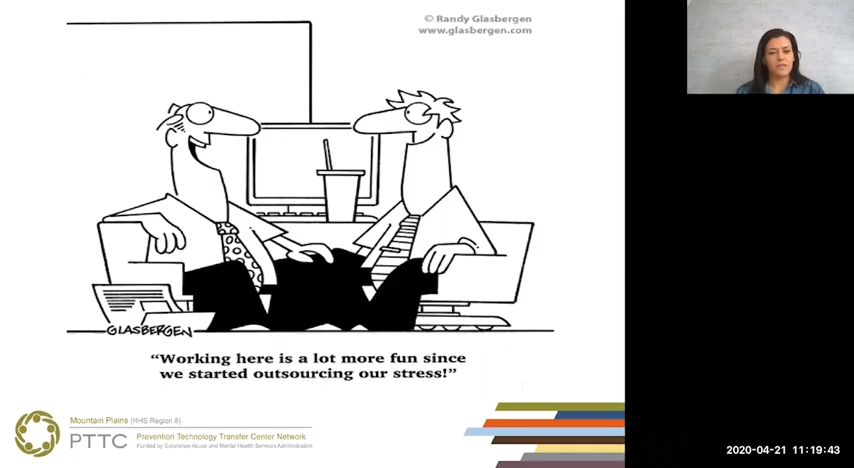 © Randy Glasbergen
www.glasbergen.com
GLASBERGEN
"Working here is a lot more fun since
we started outsourcing our stress!"
Mountain Plains (HHS Region 8)
PTTC Prevention Technology Transfer Center Network
Funded by Substance Abuse and Mental Health Services Administration
2020-04-21 11:19:43